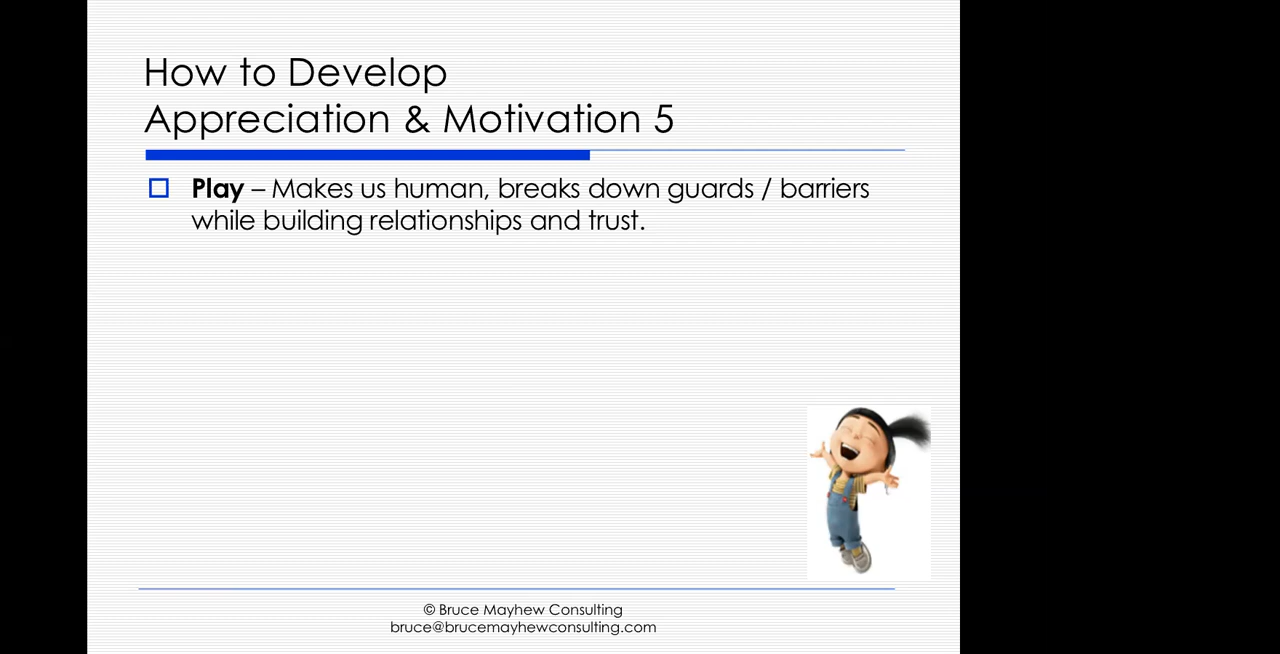 How to Develop
Appreciation & Motivation 5
Play – Makes us human, breaks down guards / barriers
while building relationships and trust.
© Bruce Mayhew Consulting
bruce@brucemayhewconsulting.com